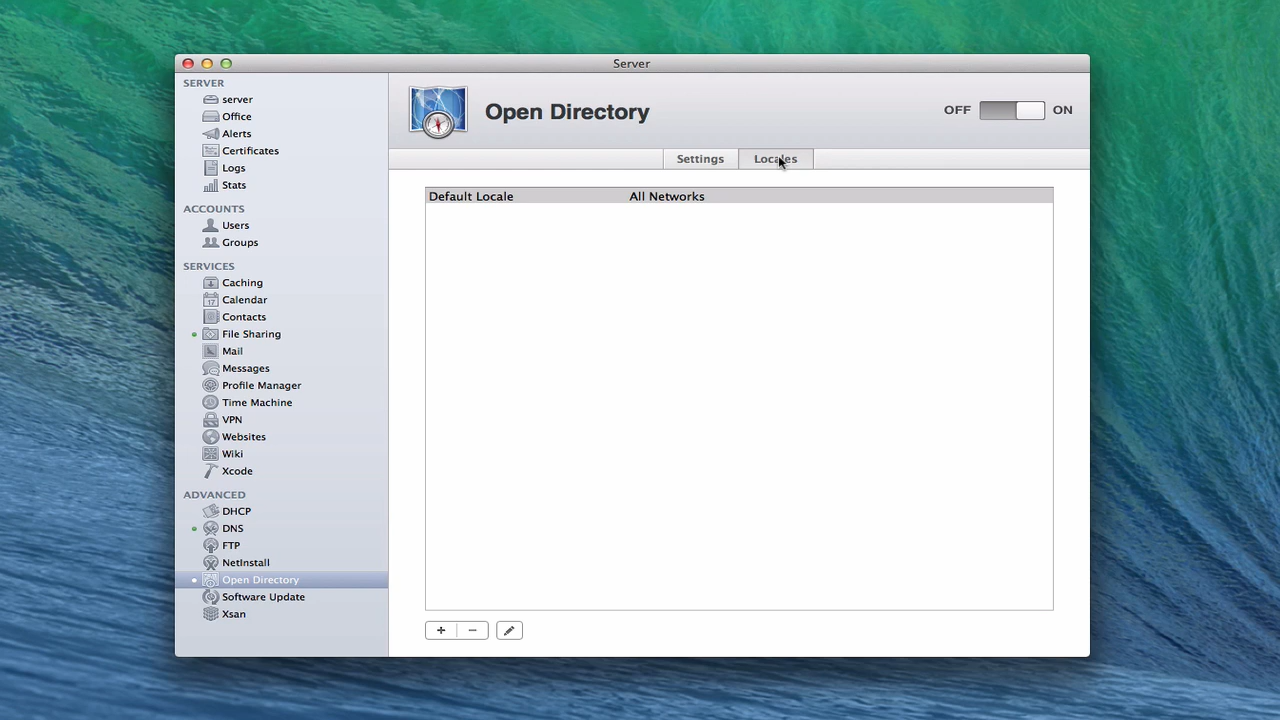 Server
SERVER
server
Office
Alerts
Certificates
Logs
Stats
ACCOUNTS
Users
Groups
SERVICES
Caching
Calendar
Contacts
File Sharing
Mail
Messages
Profile Manager
Time Machine
VPN
Websites
Wiki
Xcode
ADVANCED
DHCP
DNS
FTP
NetInstall
Open Directory
Software Update
Xsan
Open Directory
OFF ON
Settings Locales
Default Locale All Networks